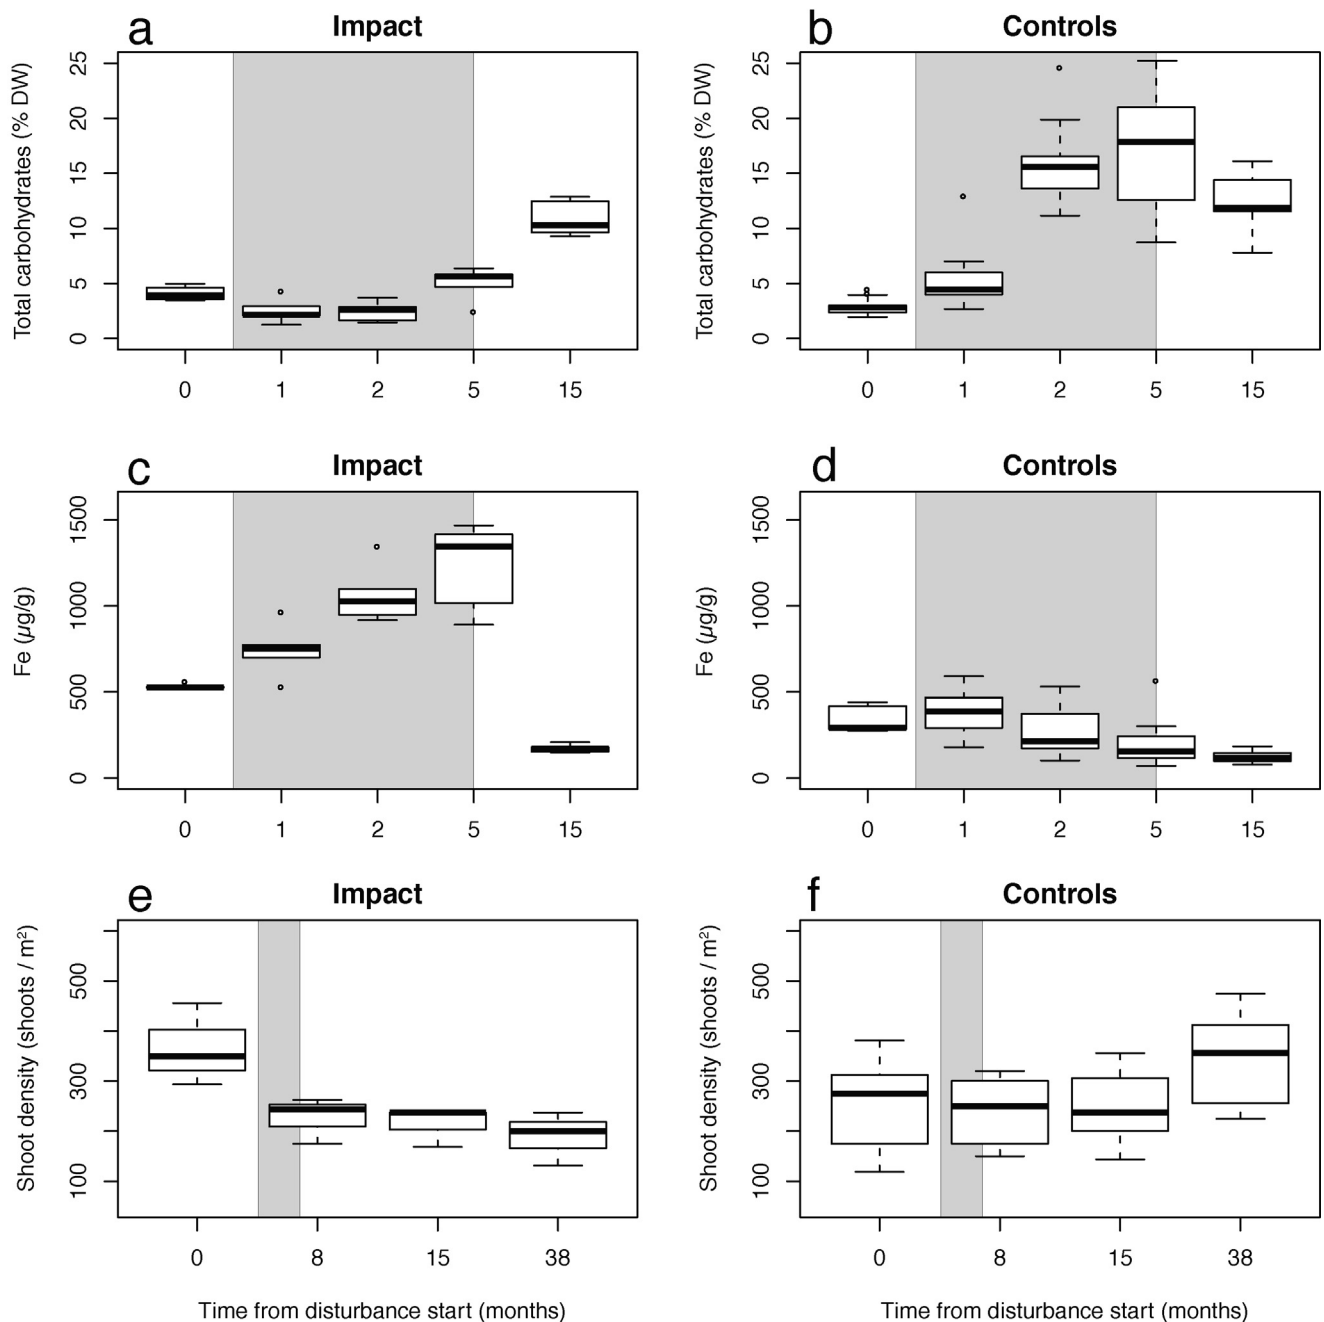 a Impact
Total carbohydrates (% DW)
25
20
15
10
5
0
0 1 2 5 15
b Controls
Total carbohydrates (% DW)
25
20
15
10
5
0
0 1 2 5 15
c Impact
Fe (µg/g)
1500
1000
500
0
0 1 2 5 15
d Controls
Fe (µg/g)
1500
1000
500
0
0 1 2 5 15
e Impact
Shoot density (shoots / m²)
500
300
100
0 8 15 38
Time from disturbance start (months)
f Controls
Shoot density (shoots / m²)
500
300
100
0 8 15 38
Time from disturbance start (months)